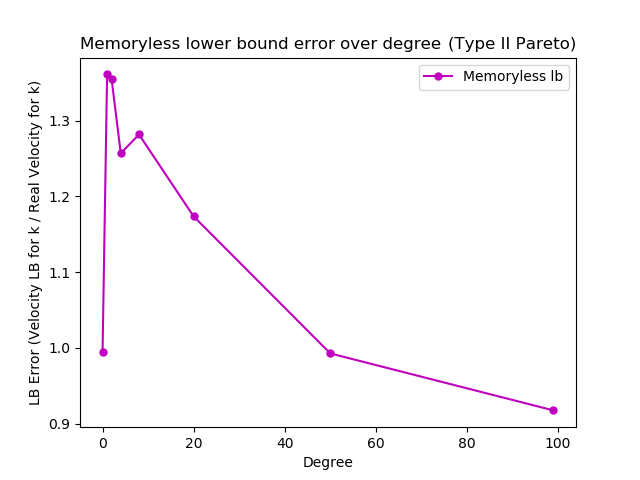 Memoryless lower bound error over degree (Type II Pareto)
Memoryless lb
LB Error (Velocity LB for k / Real Velocity for k)
1.3
1.2
1.1
1.0
0.9
0 20 40 60 80 100
Degree